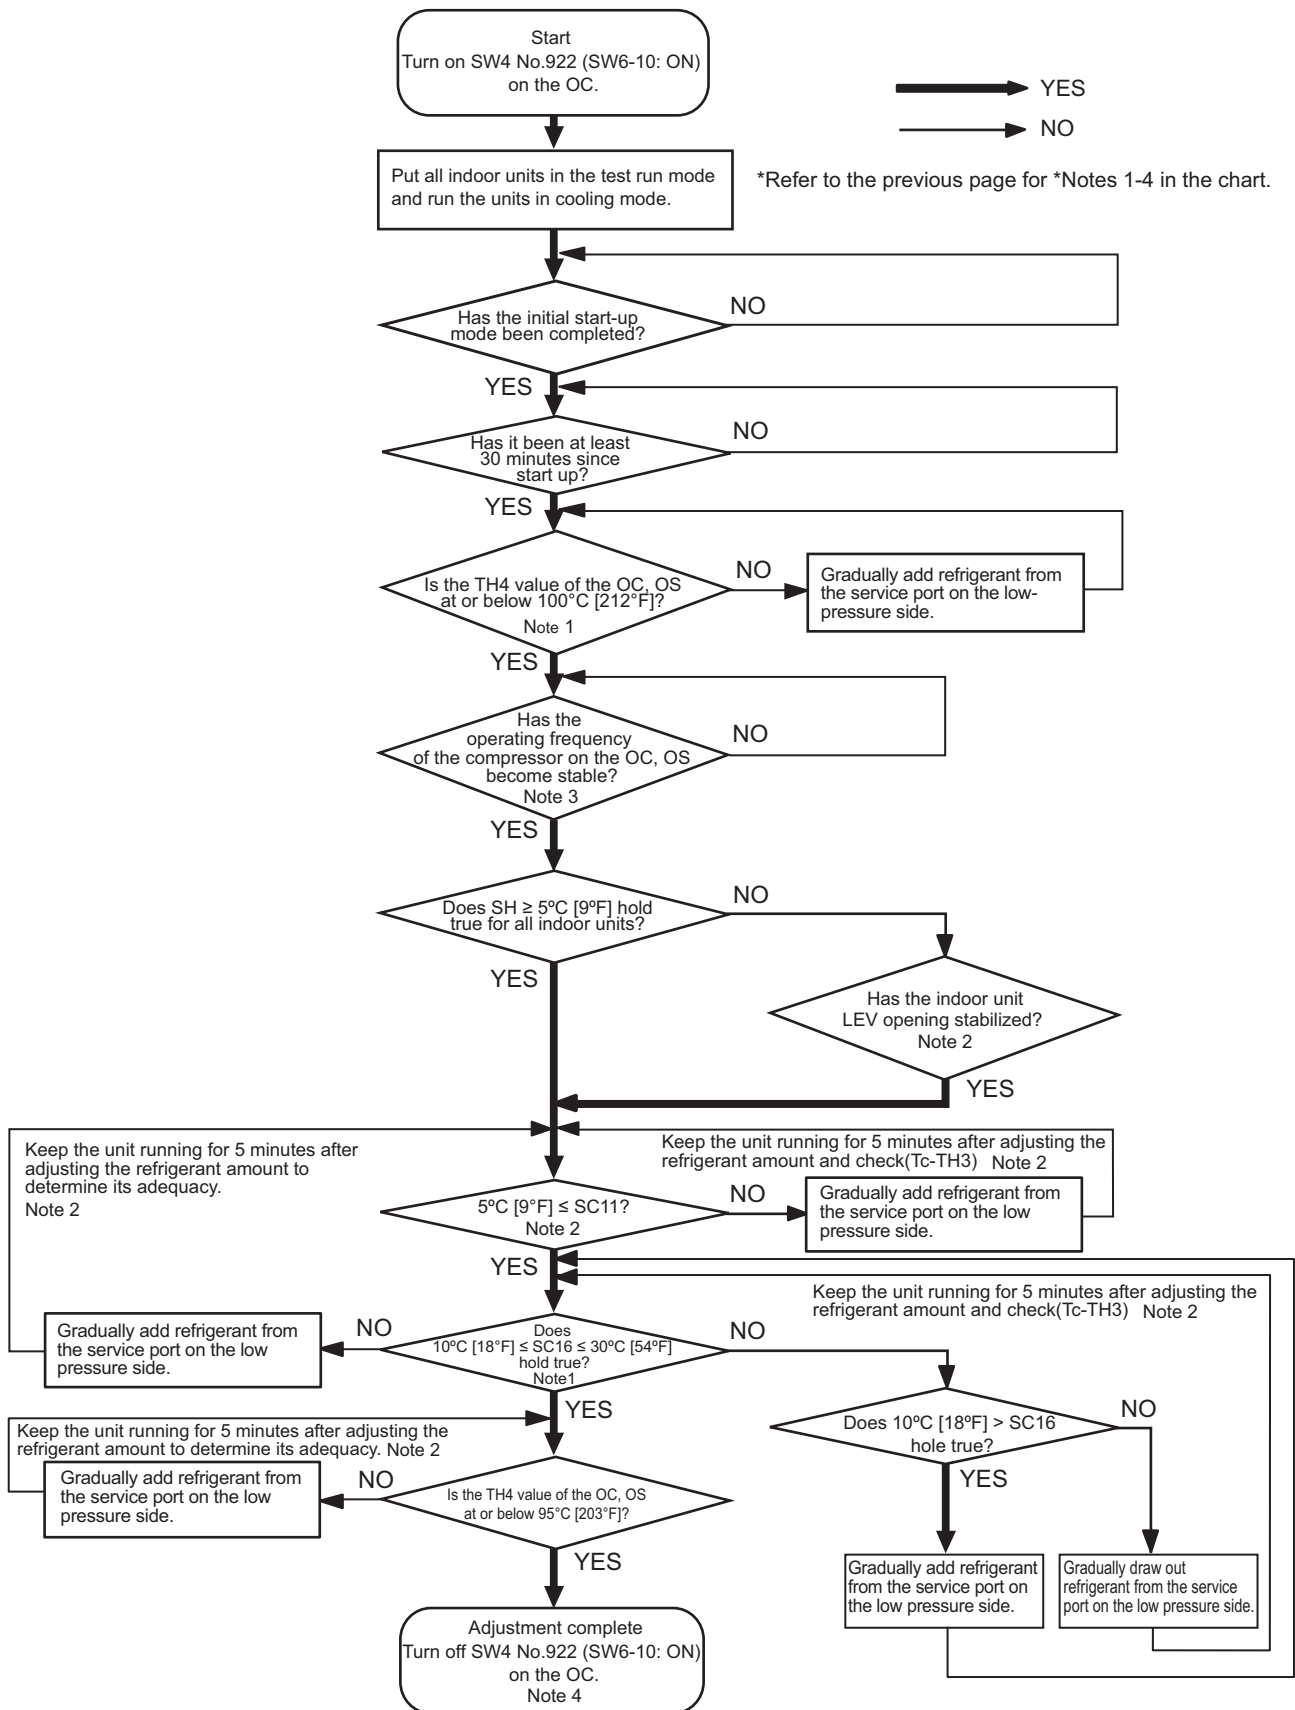 Start
Turn on SW4 No.922 (SW6-10: ON)
on the OC.
YES
NO
*Refer to the previous page for *Notes 1-4 in the chart.
Put all indoor units in the test run mode
and run the units in cooling mode.
NO
Has the initial start-up
mode been completed?
YES
NO
Has it been at least
30 minutes since
start up?
YES
NO
Is the TH4 value of the OC, OS
at or below 100°C [212°F]?
Note 1
Gradually add refrigerant from
the service port on the low-
pressure side.
YES
Has the
operating frequency
of the compressor on the OC, OS
become stable?
Note 3
NO
YES
NO
Does SH ≥ 5ºC [9ºF] hold
true for all indoor units?
YES
Has the indoor unit
LEV opening stabilized?
Note 2
YES
Keep the unit running for 5 minutes after
adjusting the refrigerant amount to
determine its adequacy.
Note 2
Keep the unit running for 5 minutes after adjusting the
refrigerant amount and check(Tc-TH3) Note 2
NO
5ºC [9°F] ≤ SC11?
Note 2
Gradually add refrigerant from
the service port on the low
pressure side.
YES
Keep the unit running for 5 minutes after adjusting the
refrigerant amount and check(Tc-TH3) Note 2
Gradually add refrigerant from
the service port on the low
pressure side.
NO
Does
10ºC [18°F] ≤ SC16 ≤ 30ºC [54ºF]
hold true?
Note1
NO
YES
Does 10ºC [18ºF] > SC16
hole true?
NO
YES
Keep the unit running for 5 minutes after adjusting the
refrigerant amount to determine its adequacy. Note 2
Gradually add refrigerant from
the service port on the low
pressure side.
NO
Is the TH4 value of the OC, OS
at or below 95°C [203°F]?
YES
Gradually add refrigerant
from the service port on
the low pressure side.
Gradually draw out
refrigerant from the service
port on the low pressure side.
Adjustment complete
Turn off SW4 No.922 (SW6-10: ON)
on the OC.
Note 4